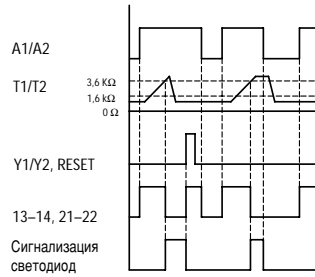 A1/A2
T1/T2
3,6 kΩ
1,6 kΩ
0 Ω
Y1/Y2, RESET
13–14, 21–22
Сигнализация
светодиод